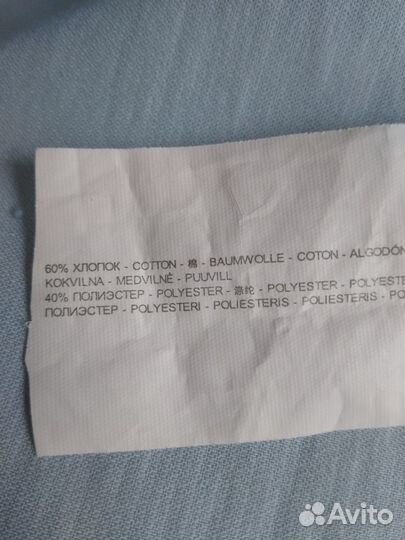 60% ХЛОПОК - COTTON - 棉 - BAUMWOLLE - COTON - ALGODÓN
KOKVILNA - MEDVILNĖ - PUUVILL
40% ПОЛИЭСТЕР - POLYESTER - 涤纶 - POLYESTER - POLYESTE
ПОЛИЭСТЕР - POLYESTERI - POLIESTERIS - POLIESTERIS - PO
Avito